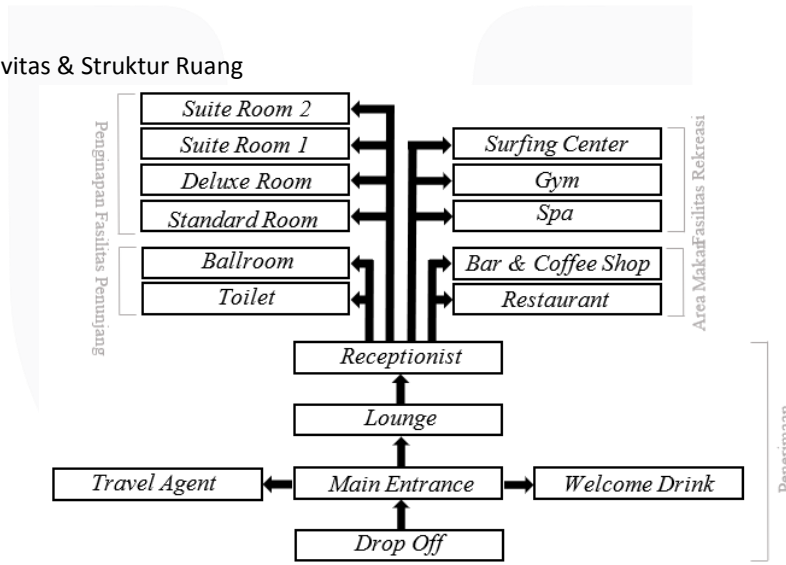 vitas & Struktur Ruang
Suite Room 2
Suite Room 1
Deluxe Room
Standard Room
Penginapan
Ballroom
Toilet
Fasilitas Penunjang
Surfing Center
Gym
Spa
Fasilitas Rekreasi
Bar & Coffee Shop
Restaurant
Area Makan
Receptionist
Lounge
Travel Agent
Main Entrance
Welcome Drink
Drop Off